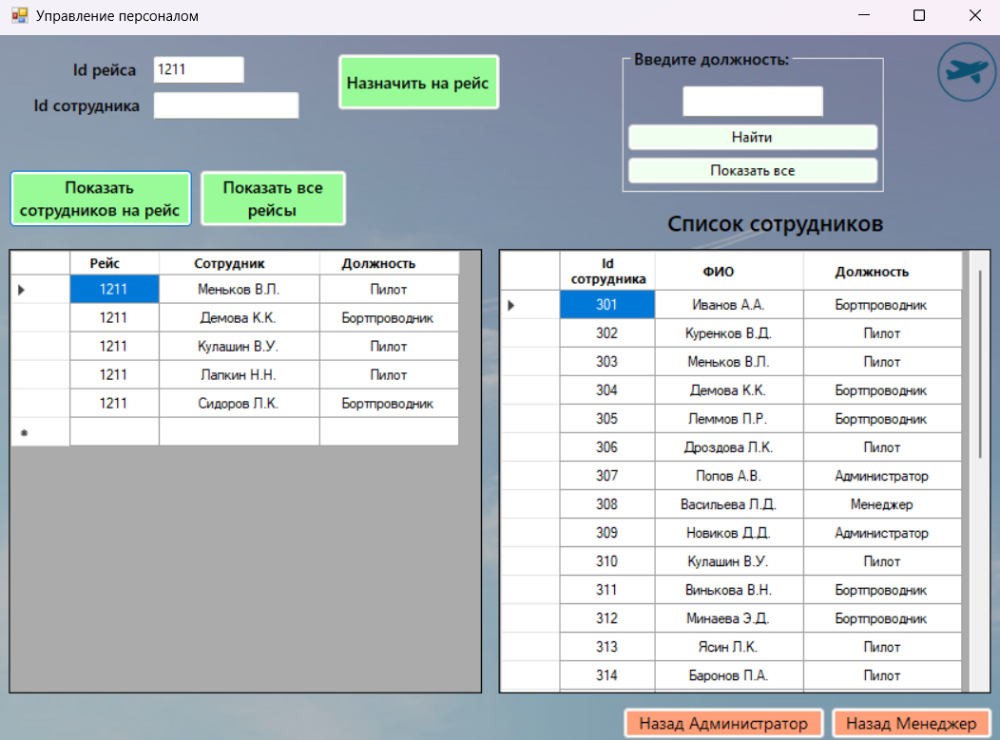 Управление персоналом
Id рейса 1211
Id сотрудника
Назначить на рейс
Введите должность:
Найти
Показать все
Показать
сотрудников на рейс
Показать все
рейсы
Список сотрудников
Рейс Сотрудник Должность
1211 Меньков В.Л. Пилот
1211 Демова К.К. Бортпроводник
1211 Кулашин В.У. Пилот
1211 Лапкин Н.Н. Пилот
1211 Сидоров Л.К. Бортпроводник
Id
сотрудника ФИО Должность
301 Иванов А.А. Бортпроводник
302 Куренков В.Д. Пилот
303 Меньков В.Л. Пилот
304 Демова К.К. Бортпроводник
305 Леммов П.Р. Бортпроводник
306 Дроздова Л.К. Пилот
307 Попов А.В. Администратор
308 Васильева Л.Д. Менеджер
309 Новиков Д.Д. Администратор
310 Кулашин В.У. Пилот
311 Винькова В.Н. Бортпроводник
312 Минаева Э.Д. Бортпроводник
313 Ясин Л.К. Пилот
314 Баронов П.А. Пилот
Назад Администратор
Назад Менеджер